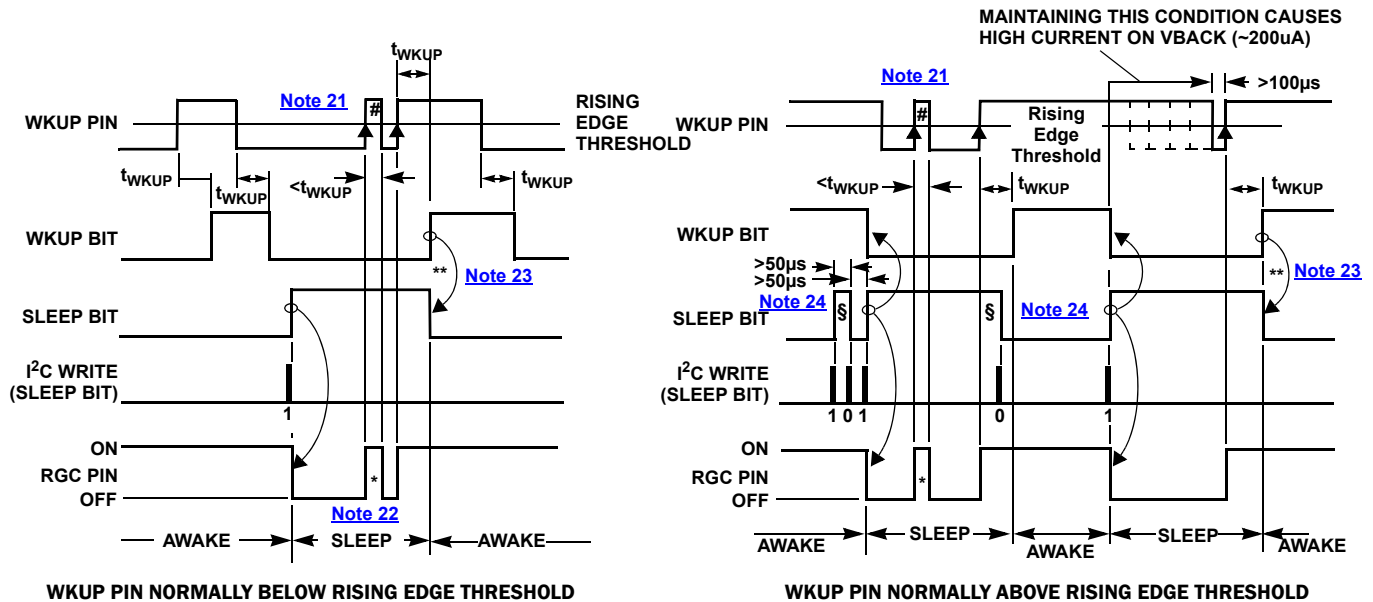 MAINTAINING THIS CONDITION CAUSES
HIGH CURRENT ON VBACK (~200uA)
tWKUP
Note 21
#
RISING
EDGE
THRESHOLD
WKUP PIN
tWKUP
tWKUP
<tWKUP
tWKUP
WKUP BIT
**
Note 23
SLEEP BIT
I2C WRITE
(SLEEP BIT)
1
ON
RGC PIN
OFF
*
Note 22
AWAKE
SLEEP
AWAKE
WKUP PIN NORMALLY BELOW RISING EDGE THRESHOLD
Note 21
>100µs
WKUP PIN
#
Rising
Edge
Threshold
<tWKUP
tWKUP
tWKUP
WKUP BIT
>50µs
>50µs
** Note 23
Note 24
§
§
Note 24
SLEEP BIT
I2C WRITE
(SLEEP BIT)
1 0 1
0
1
ON
RGC PIN
OFF
*
AWAKE
SLEEP
AWAKE
SLEEP
AWAKE
WKUP PIN NORMALLY ABOVE RISING EDGE THRESHOLD